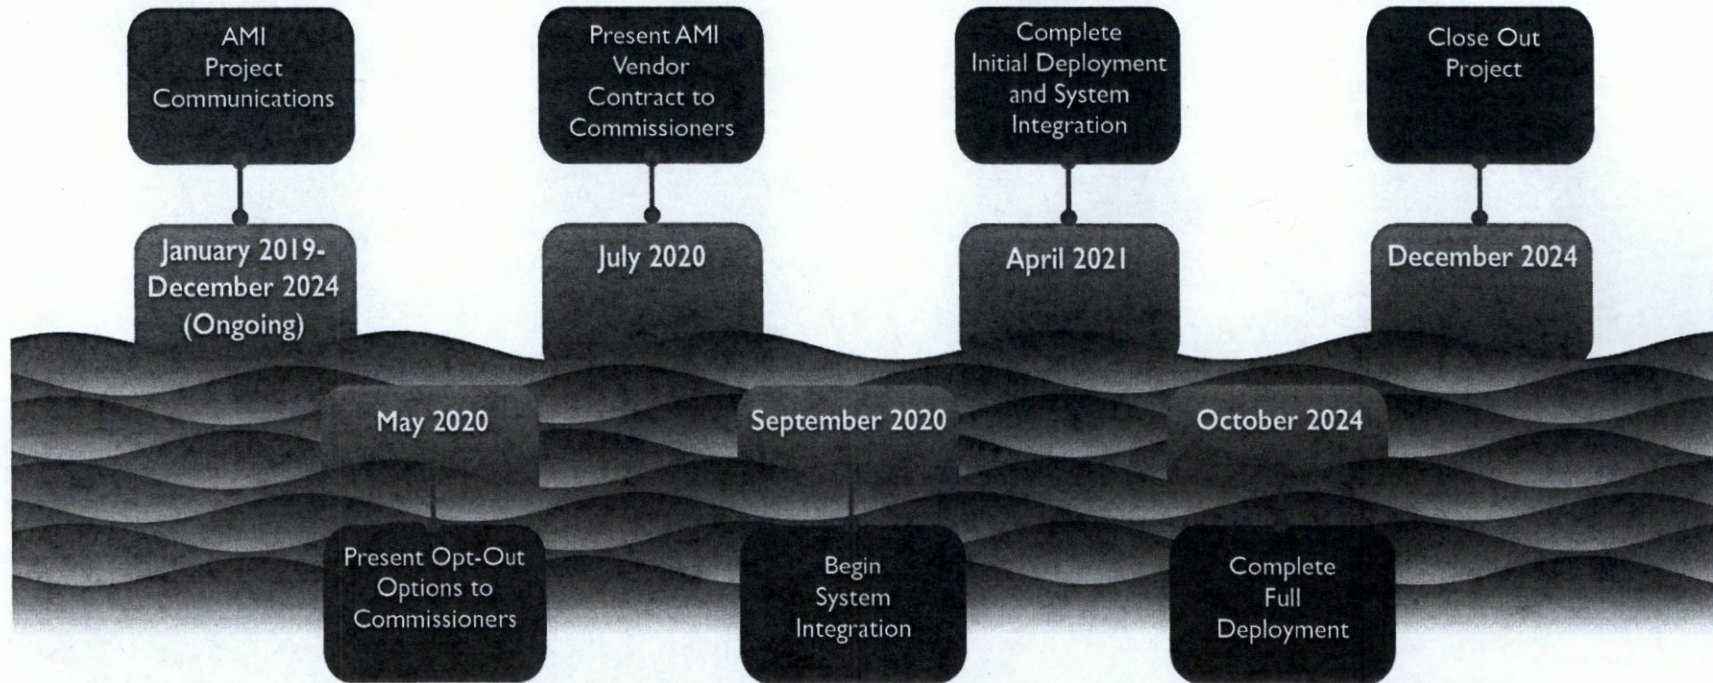 AMI
Project
Communications
January 2019-
December 2024
(Ongoing)
May 2020
Present Opt-Out
Options to
Commissioners
Present AMI
Vendor
Contract to
Commissioners
July 2020
September 2020
Begin
System
Integration
Complete
Initial Deployment
and System
Integration
April 2021
October 2024
Complete
Full
Deployment
Close Out
Project
December 2024